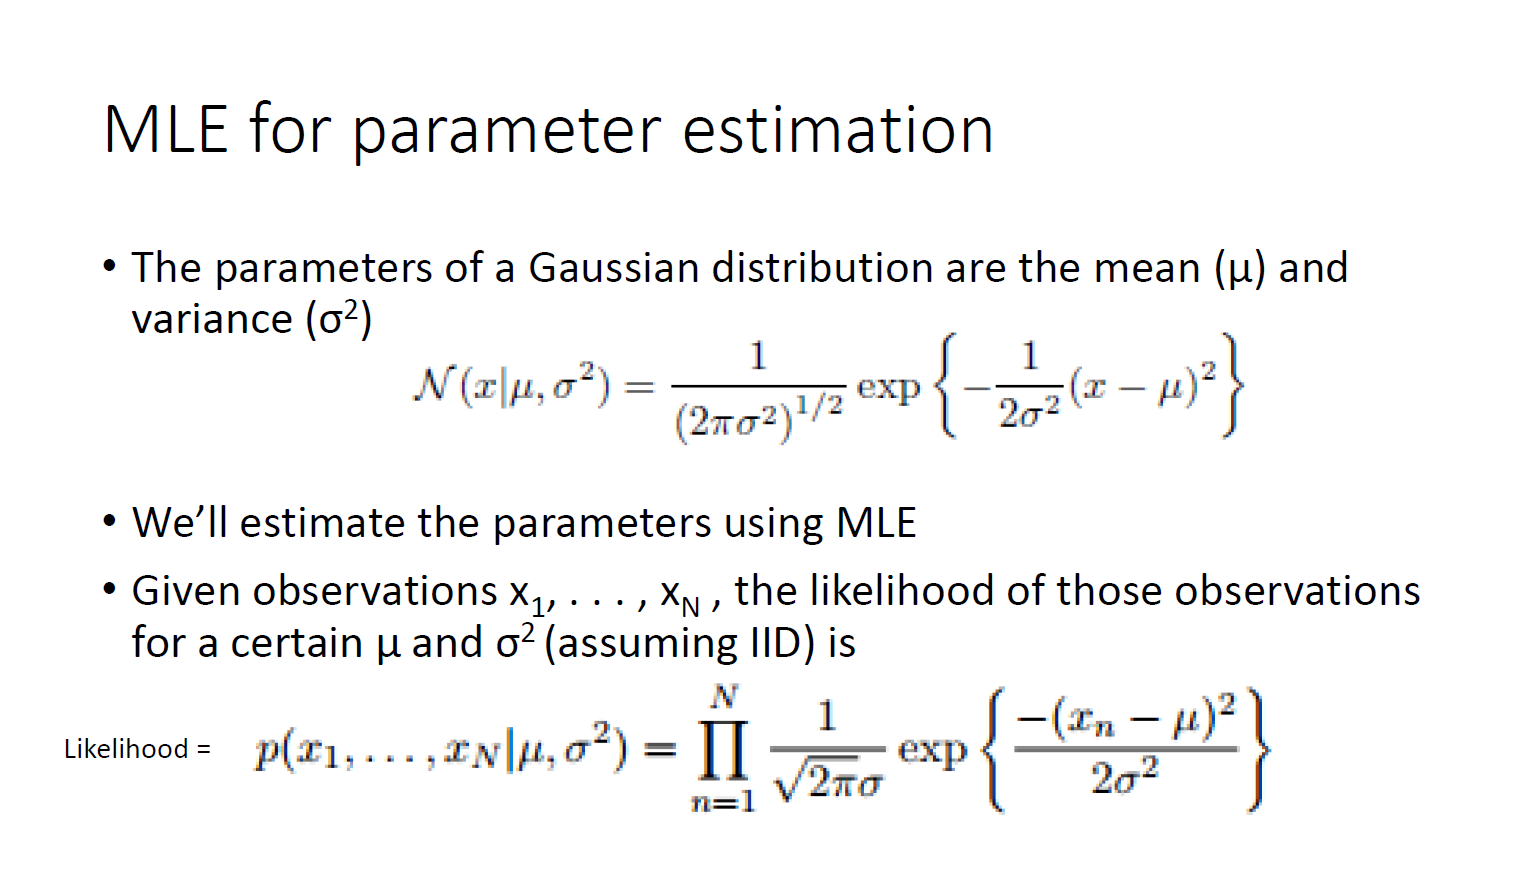 MLE for parameter estimation
• The parameters of a Gaussian distribution are the mean (μ) and
variance (σ²)
𝒩(x|μ, σ²) = 1/(2πσ²)^{1/2} exp{−1/(2σ²) (x − μ)²}
• We’ll estimate the parameters using MLE
• Given observations x₁, . . . , x_N , the likelihood of those observations
for a certain μ and σ² (assuming IID) is
Likelihood = p(x₁, . . . , x_N|μ, σ²) = ∏_{n=1}^{N} 1/(√(2π)σ) exp{−(xₙ − μ)²/(2σ²)}